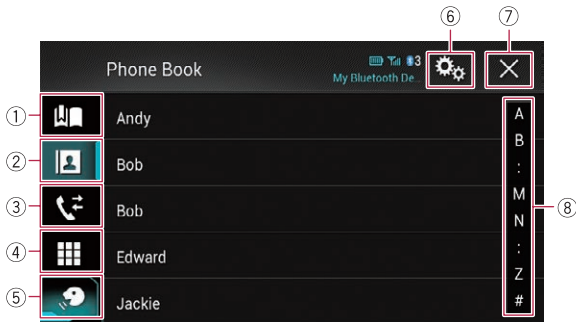 ⑥ ⑦
Phone Book
3
My Bluetooth De...
① Andy
② Bob
③ Bob
④ Edward
⑤ Jackie
A
B
:
M
N
:
Z
#
⑧